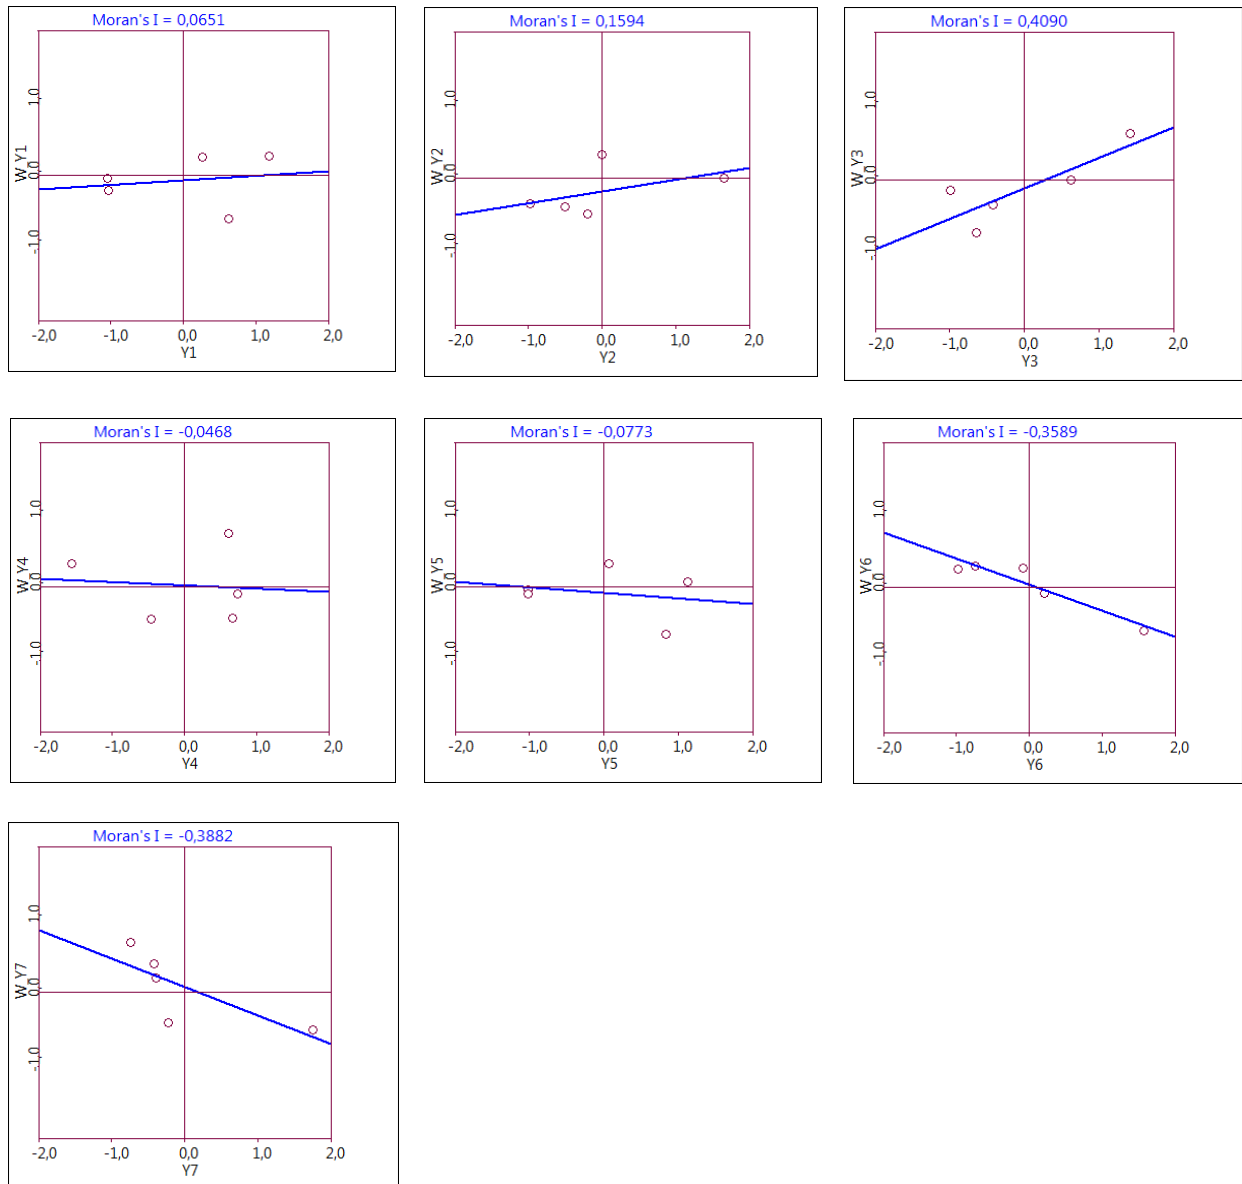 Moran's I = 0,0651
W_Y1
1,0
0,0
-1,0
-2,0 -1,0 0,0 1,0 2,0
Y1
Moran's I = 0,1594
W_Y2
1,0
0,0
-1,0
-2,0 -1,0 0,0 1,0 2,0
Y2
Moran's I = 0,4090
W_Y3
1,0
0,0
-1,0
-2,0 -1,0 0,0 1,0 2,0
Y3
Moran's I = -0,0468
W_Y4
1,0
0,0
-1,0
-2,0 -1,0 0,0 1,0 2,0
Y4
Moran's I = -0,0773
W_Y5
1,0
0,0
-1,0
-2,0 -1,0 0,0 1,0 2,0
Y5
Moran's I = -0,3589
W_Y6
1,0
0,0
-1,0
-2,0 -1,0 0,0 1,0 2,0
Y6
Moran's I = -0,3882
W_Y7
1,0
0,0
-1,0
-2,0 -1,0 0,0 1,0 2,0
Y7